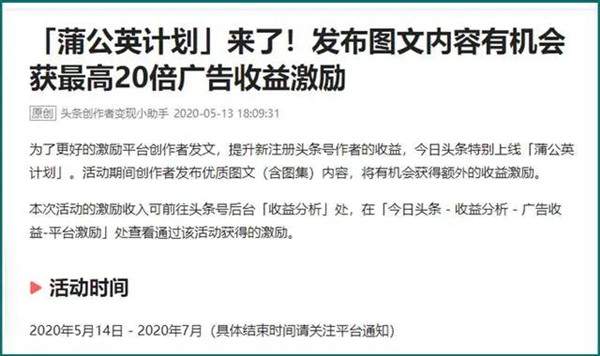 「蒲公英计划」来了！发布图文内容有机会
获最高20倍广告收益激励
原创 头条创作者变现小助手 2020-05-13 18:09:31
为了更好的激励平台创作者发文，提升新注册头条号作者的收益，今日头条特别上线「蒲公英
计划」。活动期间创作者发布优质图文（含图集）内容，将有机会获得额外的收益激励。
本次活动的激励收入可前往头条号后台「收益分析」处，在「今日头条 - 收益分析 - 广告收
益-平台激励」处查看通过该活动获得的激励。
活动时间
2020年5月14日 - 2020年7月（具体结束时间请关注平台通知）